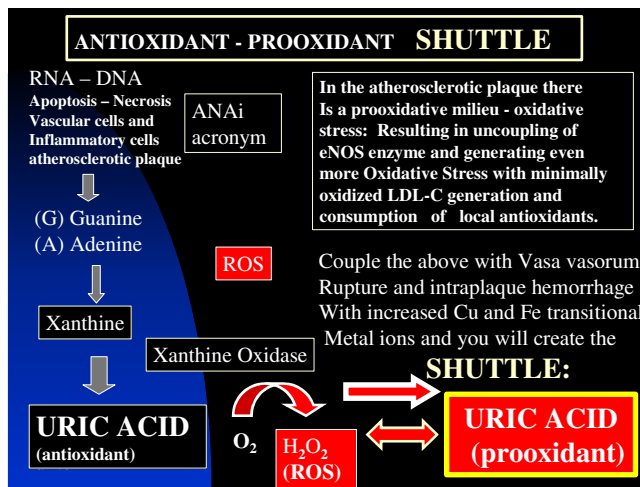 ANTIOXIDANT - PROOXIDANT SHUTTLE
RNA – DNA
Apoptosis – Necrosis
Vascular cells and
Inflammatory cells
atherosclerotic plaque
ANAi
acronym
In the atherosclerotic plaque there
Is a prooxidative milieu - oxidative
stress: Resulting in uncoupling of
eNOS enzyme and generating even
more Oxidative Stress with minimally
oxidized LDL-C generation and
consumption of local antioxidants.
(G) Guanine
(A) Adenine
ROS
Couple the above with Vasa vasorum
Rupture and intraplaque hemorrhage
With increased Cu and Fe transitional
Metal ions and you will create the
SHUTTLE:
Xanthine
Xanthine Oxidase
URIC ACID
(antioxidant)
O₂
H₂O₂
(ROS)
URIC ACID
(prooxidant)